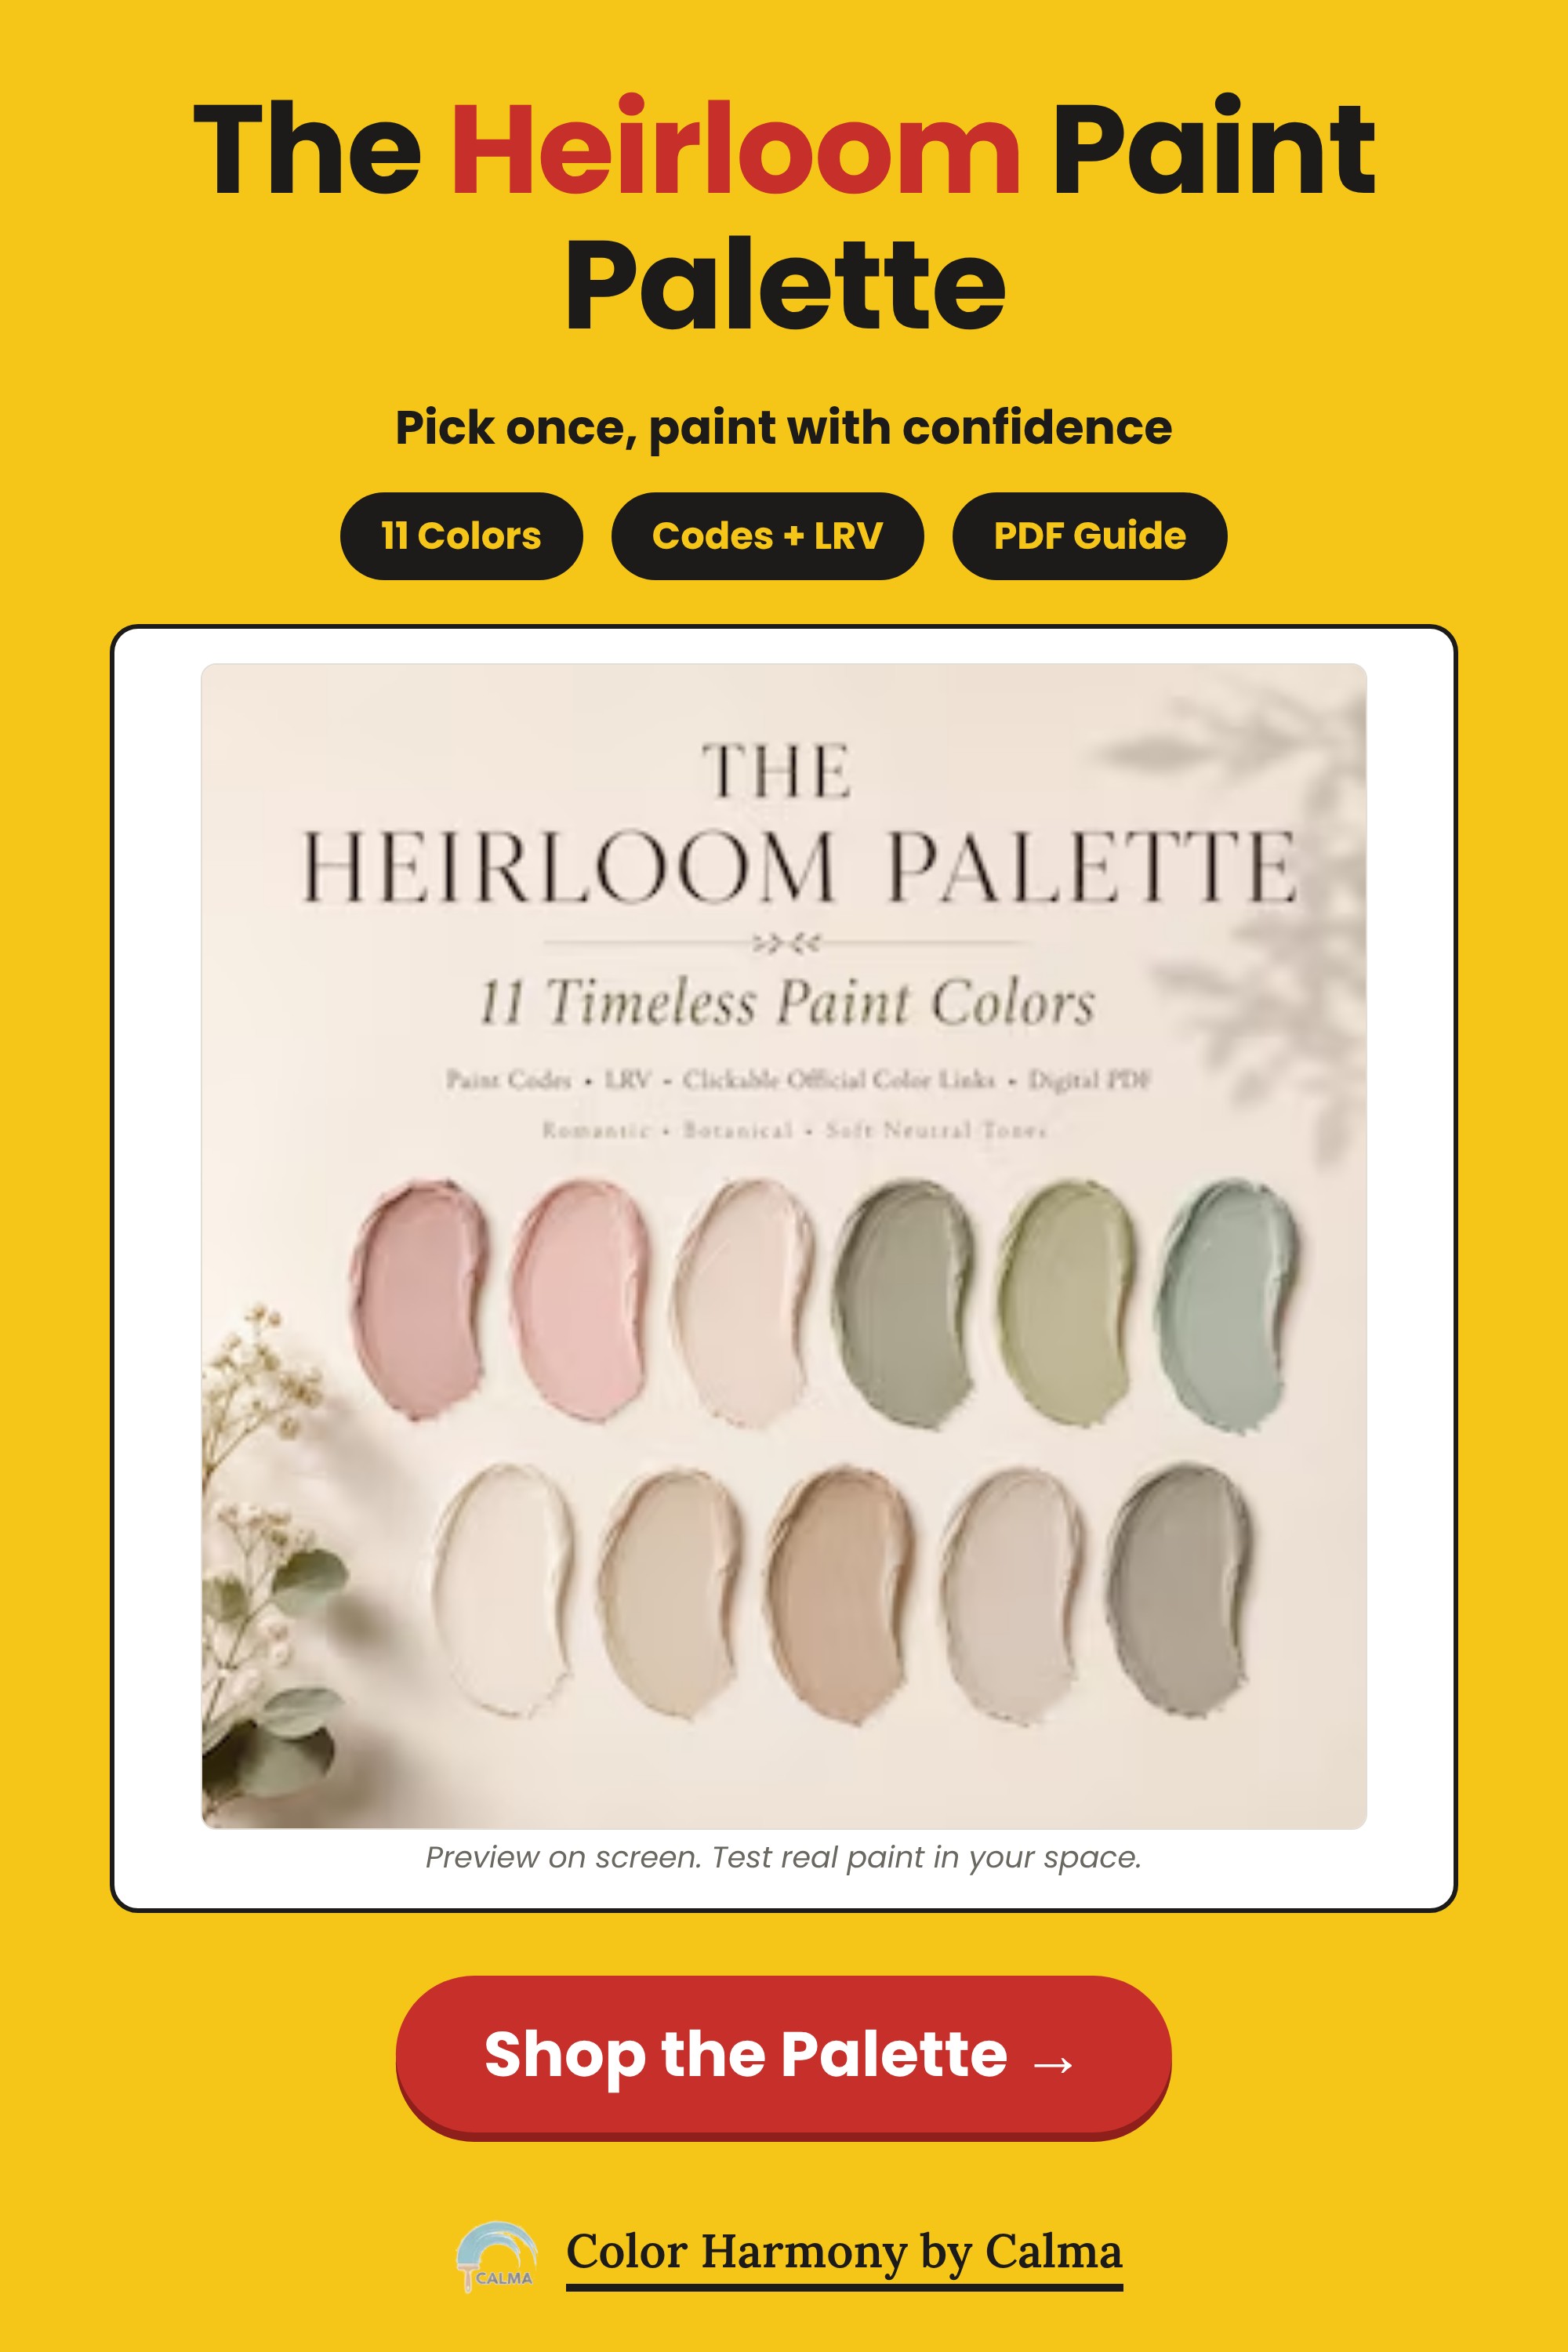 The Heirloom Paint
Palette
Pick once, paint with confidence
11 Colors
Codes + LRV
PDF Guide
THE
HEIRLOOM PALETTE
11 Timeless Paint Colors
Paint Codes • LRV • Clickable Official Color Links • Digital PDF
Romantic • Botanical • Soft Neutral Tones
Preview on screen. Test real paint in your space.
Shop the Palette →
CALMA
Color Harmony by Calma